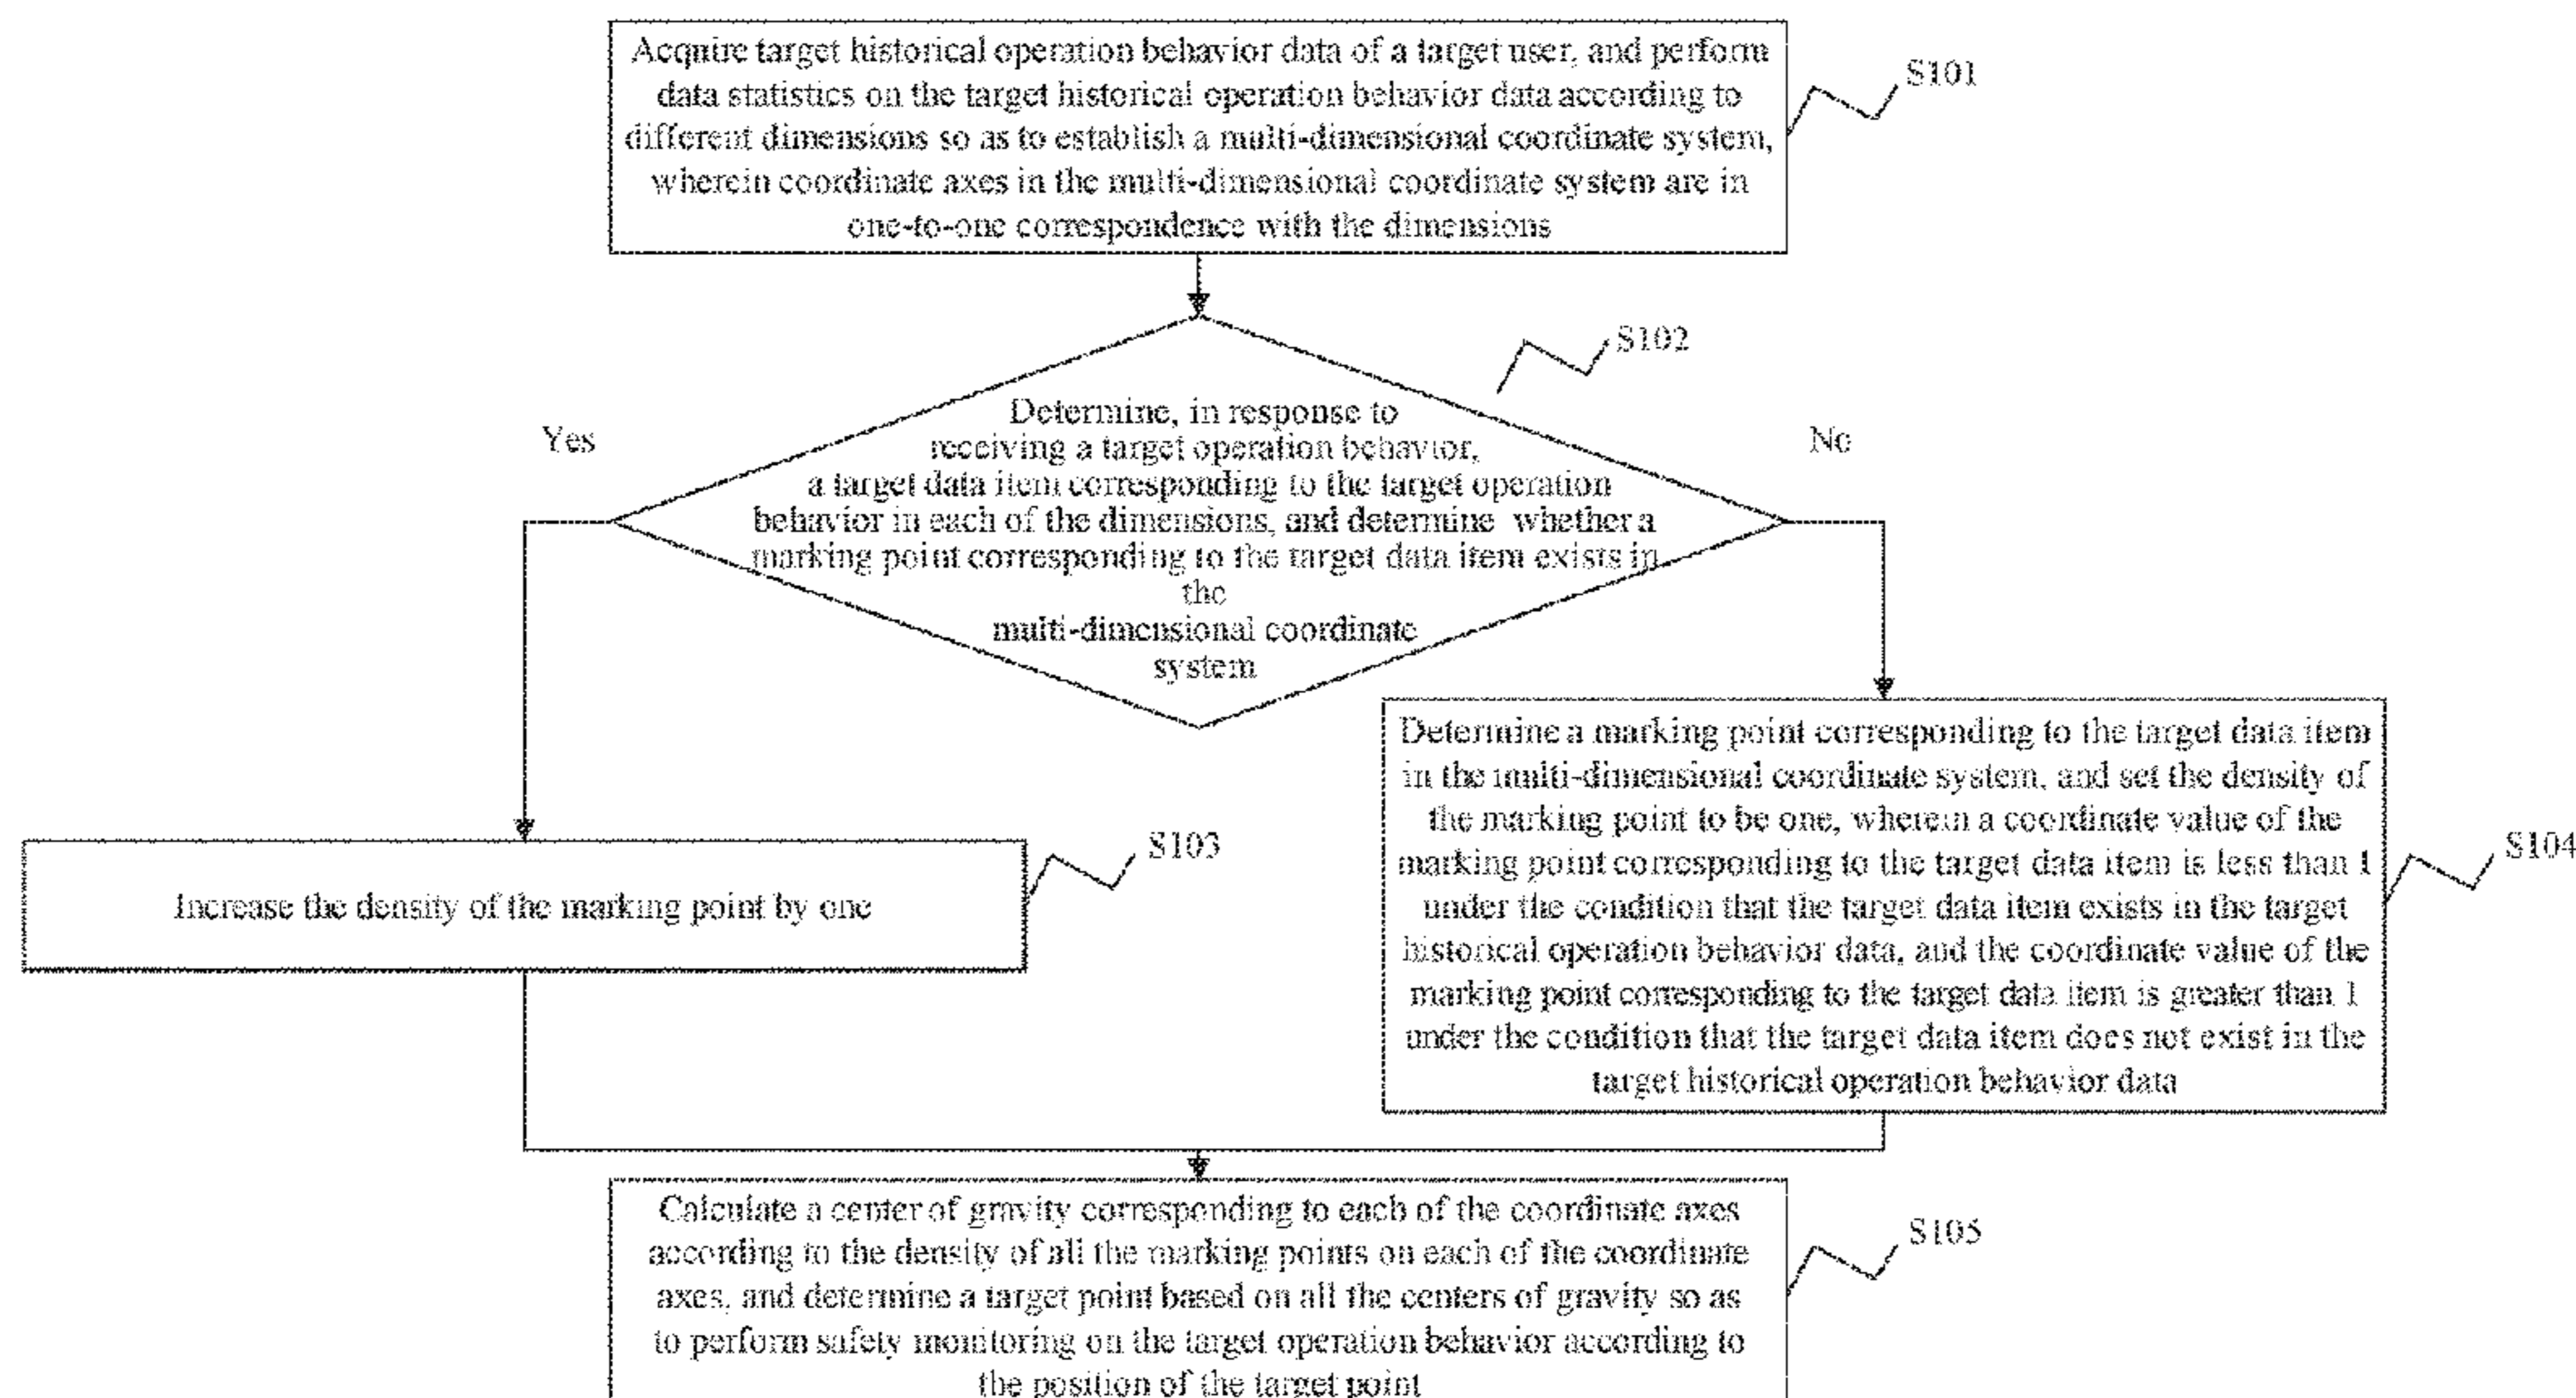 Acquire target historical operation behavior data of a target user, and perform
data statistics on the target historical operation behavior data according to
different dimensions so as to establish a multi-dimensional coordinate system,
wherein coordinate axes in the multi-dimensional coordinate system are in
one-to-one correspondence with the dimensions
S101
S102
Determine, in response to
receiving a target operation behavior,
a target data item corresponding to the target operation
behavior in each of the dimensions, and determine whether a
marking point corresponding to the target data item exists in
the
multi-dimensional coordinate
system
Yes
No
Increase the density of the marking point by one
S103
Determine a marking point corresponding to the target data item
in the multi-dimensional coordinate system, and set the density of
the marking point to be one, wherein a coordinate value of the
marking point corresponding to the target data item is less than 1
under the condition that the target data item exists in the target
historical operation behavior data, and the coordinate value of the
marking point corresponding to the target data item is greater than 1
under the condition that the target data item does not exist in the
target historical operation behavior data
S104
Calculate a center of gravity corresponding to each of the coordinate axes
according to the density of all the marking points on each of the coordinate
axes, and determine a target point based on all the centers of gravity so as
to perform safety monitoring on the target operation behavior according to
the position of the target point
S105